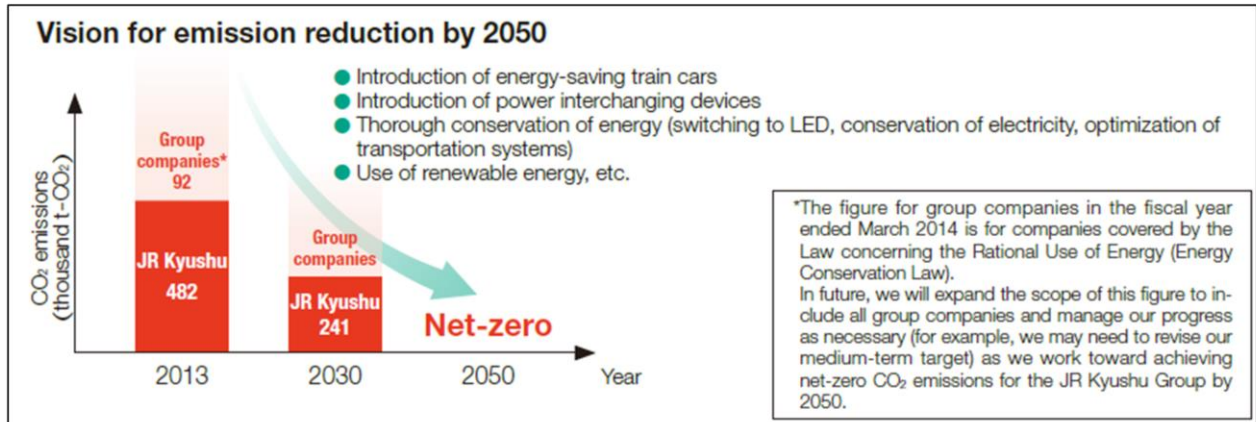 Vision for emission reduction by 2050
Introduction of energy-saving train cars
Introduction of power interchanging devices
Thorough conservation of energy (switching to LED, conservation of electricity, optimization of
transportation systems)
Use of renewable energy, etc.
CO₂ emissions
(thousand t-CO₂)
Group
companies*
92
JR Kyushu
482
Group
companies
JR Kyushu
241
Net-zero
2013
2030
2050
Year
*The figure for group companies in the fiscal year
ended March 2014 is for companies covered by the
Law concerning the Rational Use of Energy (Energy
Conservation Law).
In future, we will expand the scope of this figure to in-
clude all group companies and manage our progress
as necessary (for example, we may need to revise our
medium-term target) as we work toward achieving
net-zero CO₂ emissions for the JR Kyushu Group by
2050.